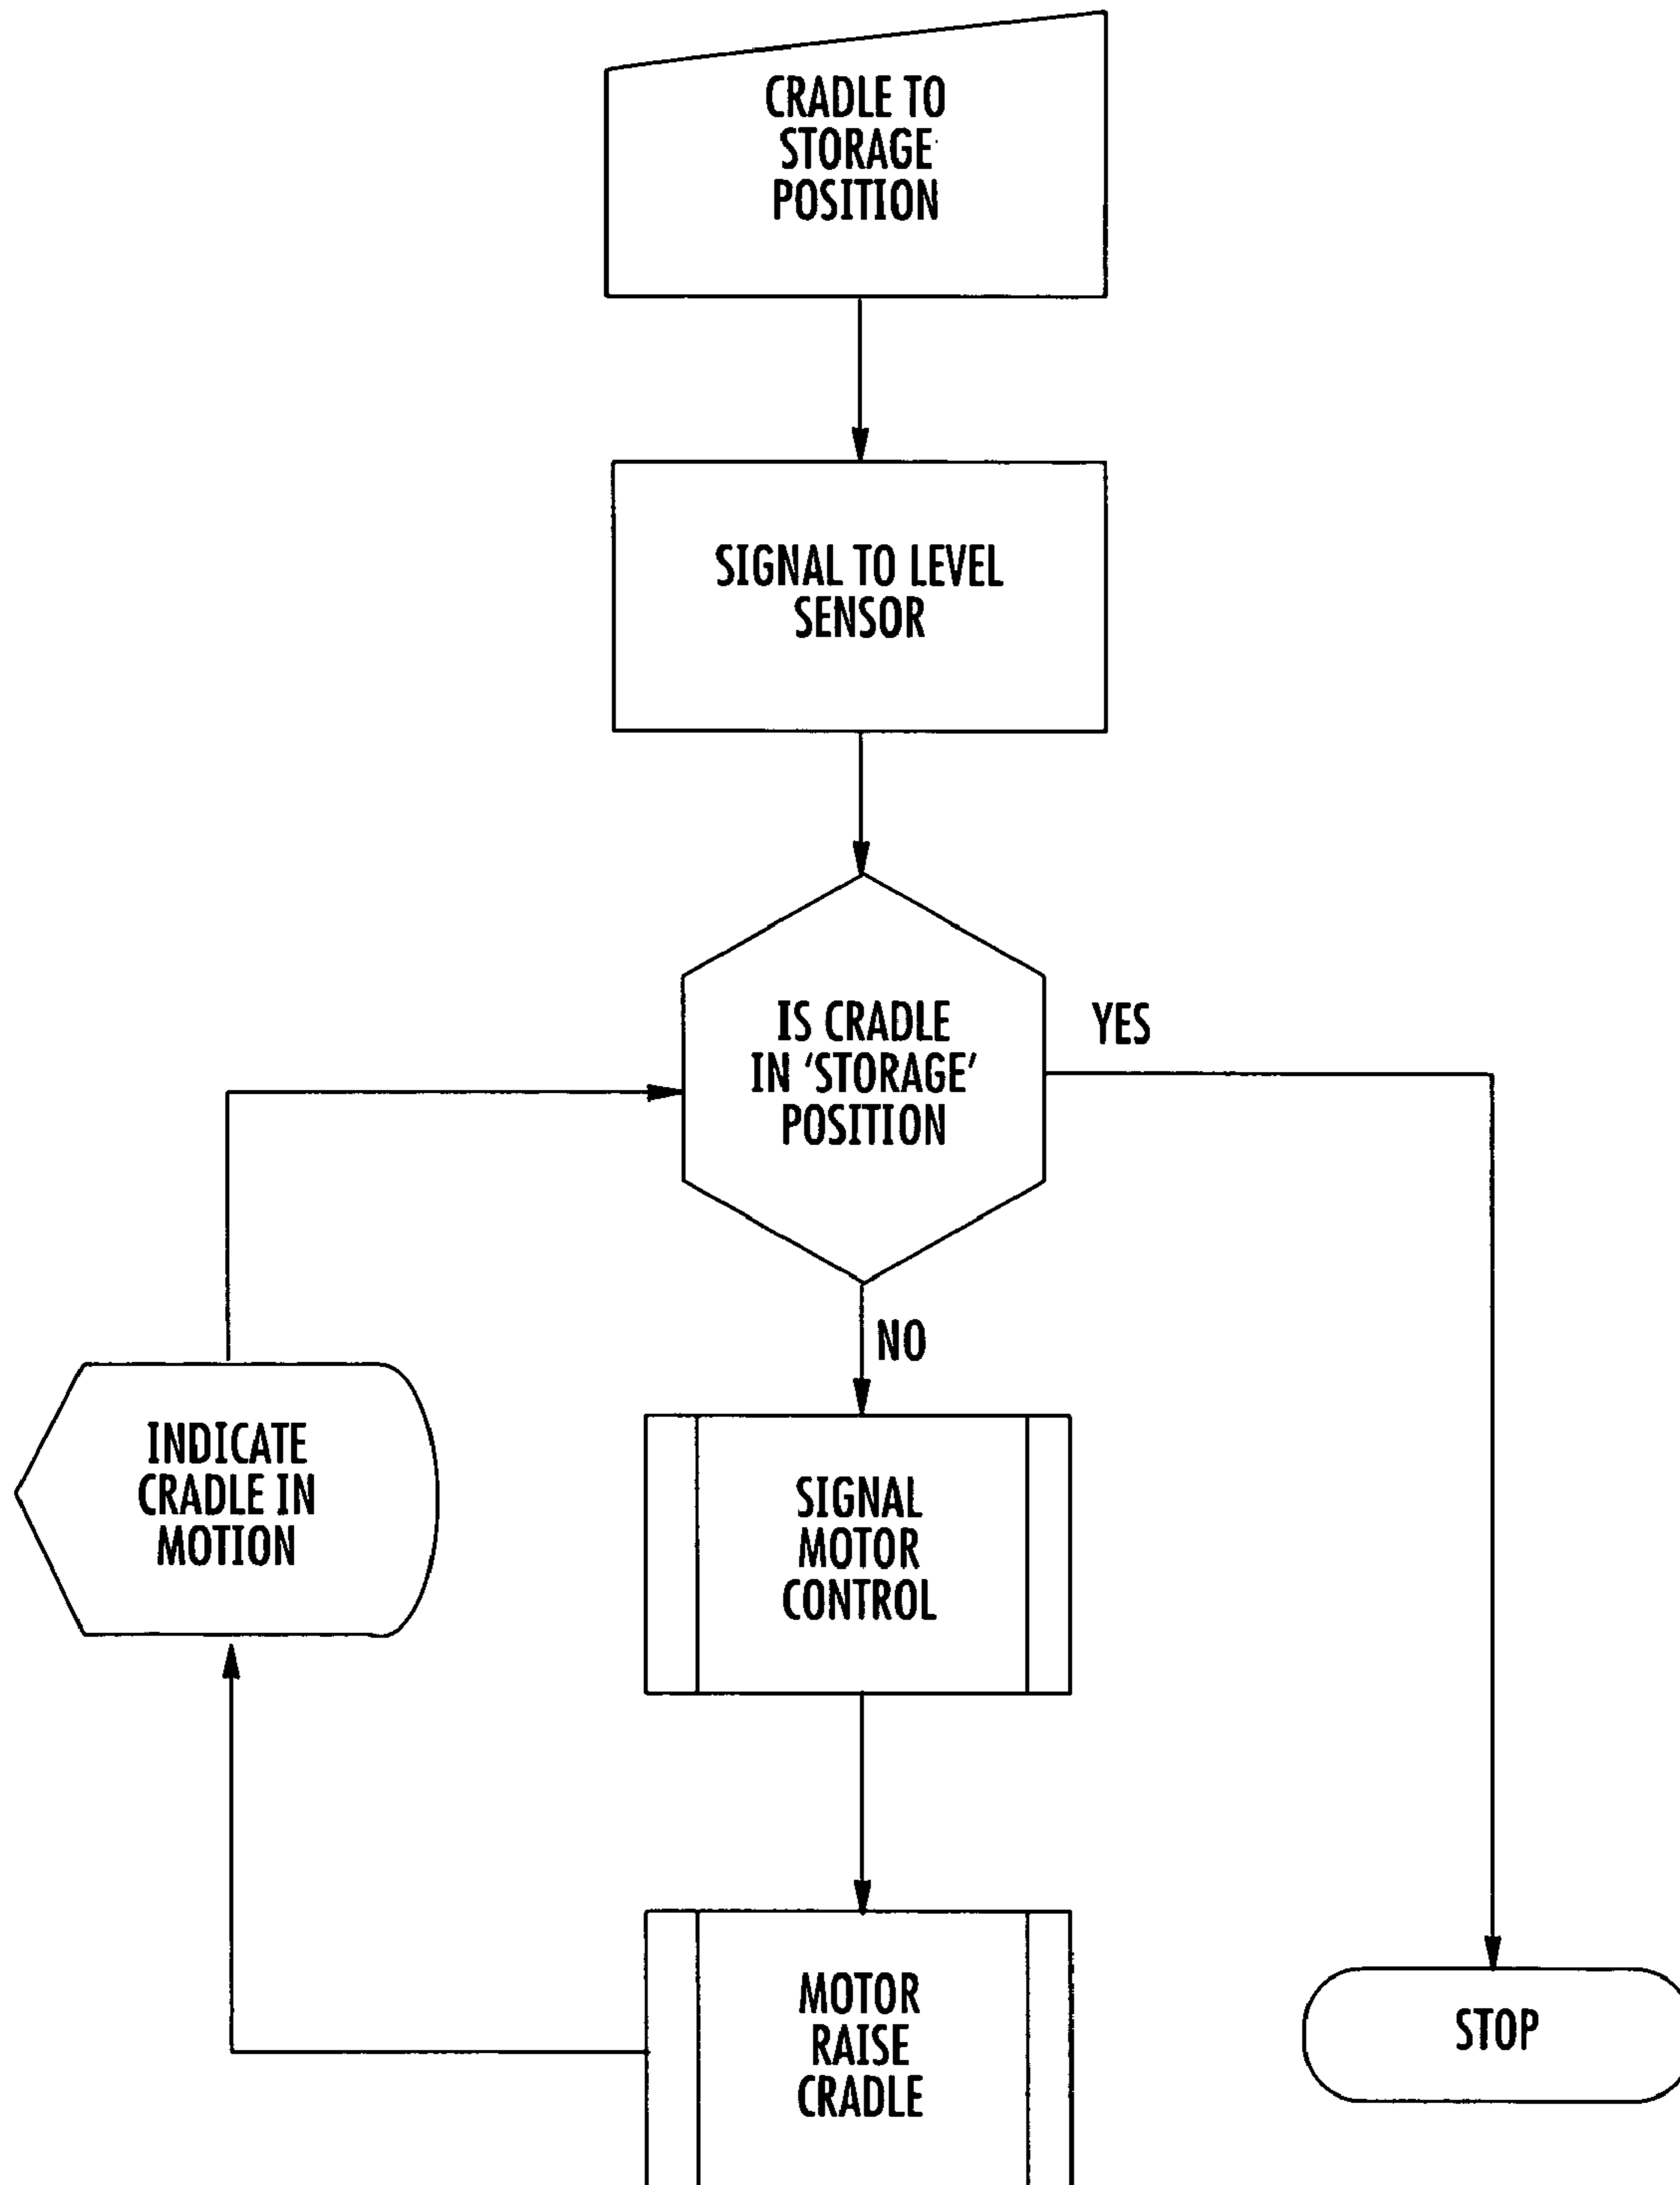 CRADLE TO
STORAGE
POSITION
SIGNAL TO LEVEL
SENSOR
IS CRADLE
IN 'STORAGE'
POSITION
YES
NO
INDICATE
CRADLE IN
MOTION
SIGNAL
MOTOR
CONTROL
MOTOR
RAISE
CRADLE
STOP